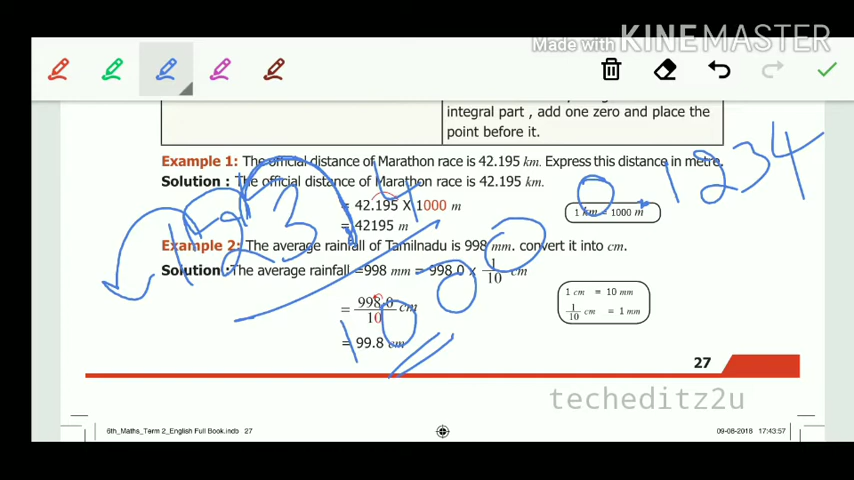 Made with KINEMASTER
integral part , add one zero and place the
point before it.
Example 1: The official distance of Marathon race is 42.195 km. Express this distance in metre.
Solution : The official distance of Marathon race is 42.195 km.
= 42.195 X 1000 m
1 km = 1000 m
= 42195 m
Example 2: The average rainfall of Tamilnadu is 998 mm. convert it into cm.
Solution :The average rainfall =998 mm = 998.0 x 1/10 cm
= 998.0/10 cm
1 cm = 10 mm
1/10 cm = 1 mm
= 99.8 cm
1234
10000
0.1234
27
techeditz2u
6th_Maths_Term 2_English Full Book.indb 27
09-08-2018 17:43:57